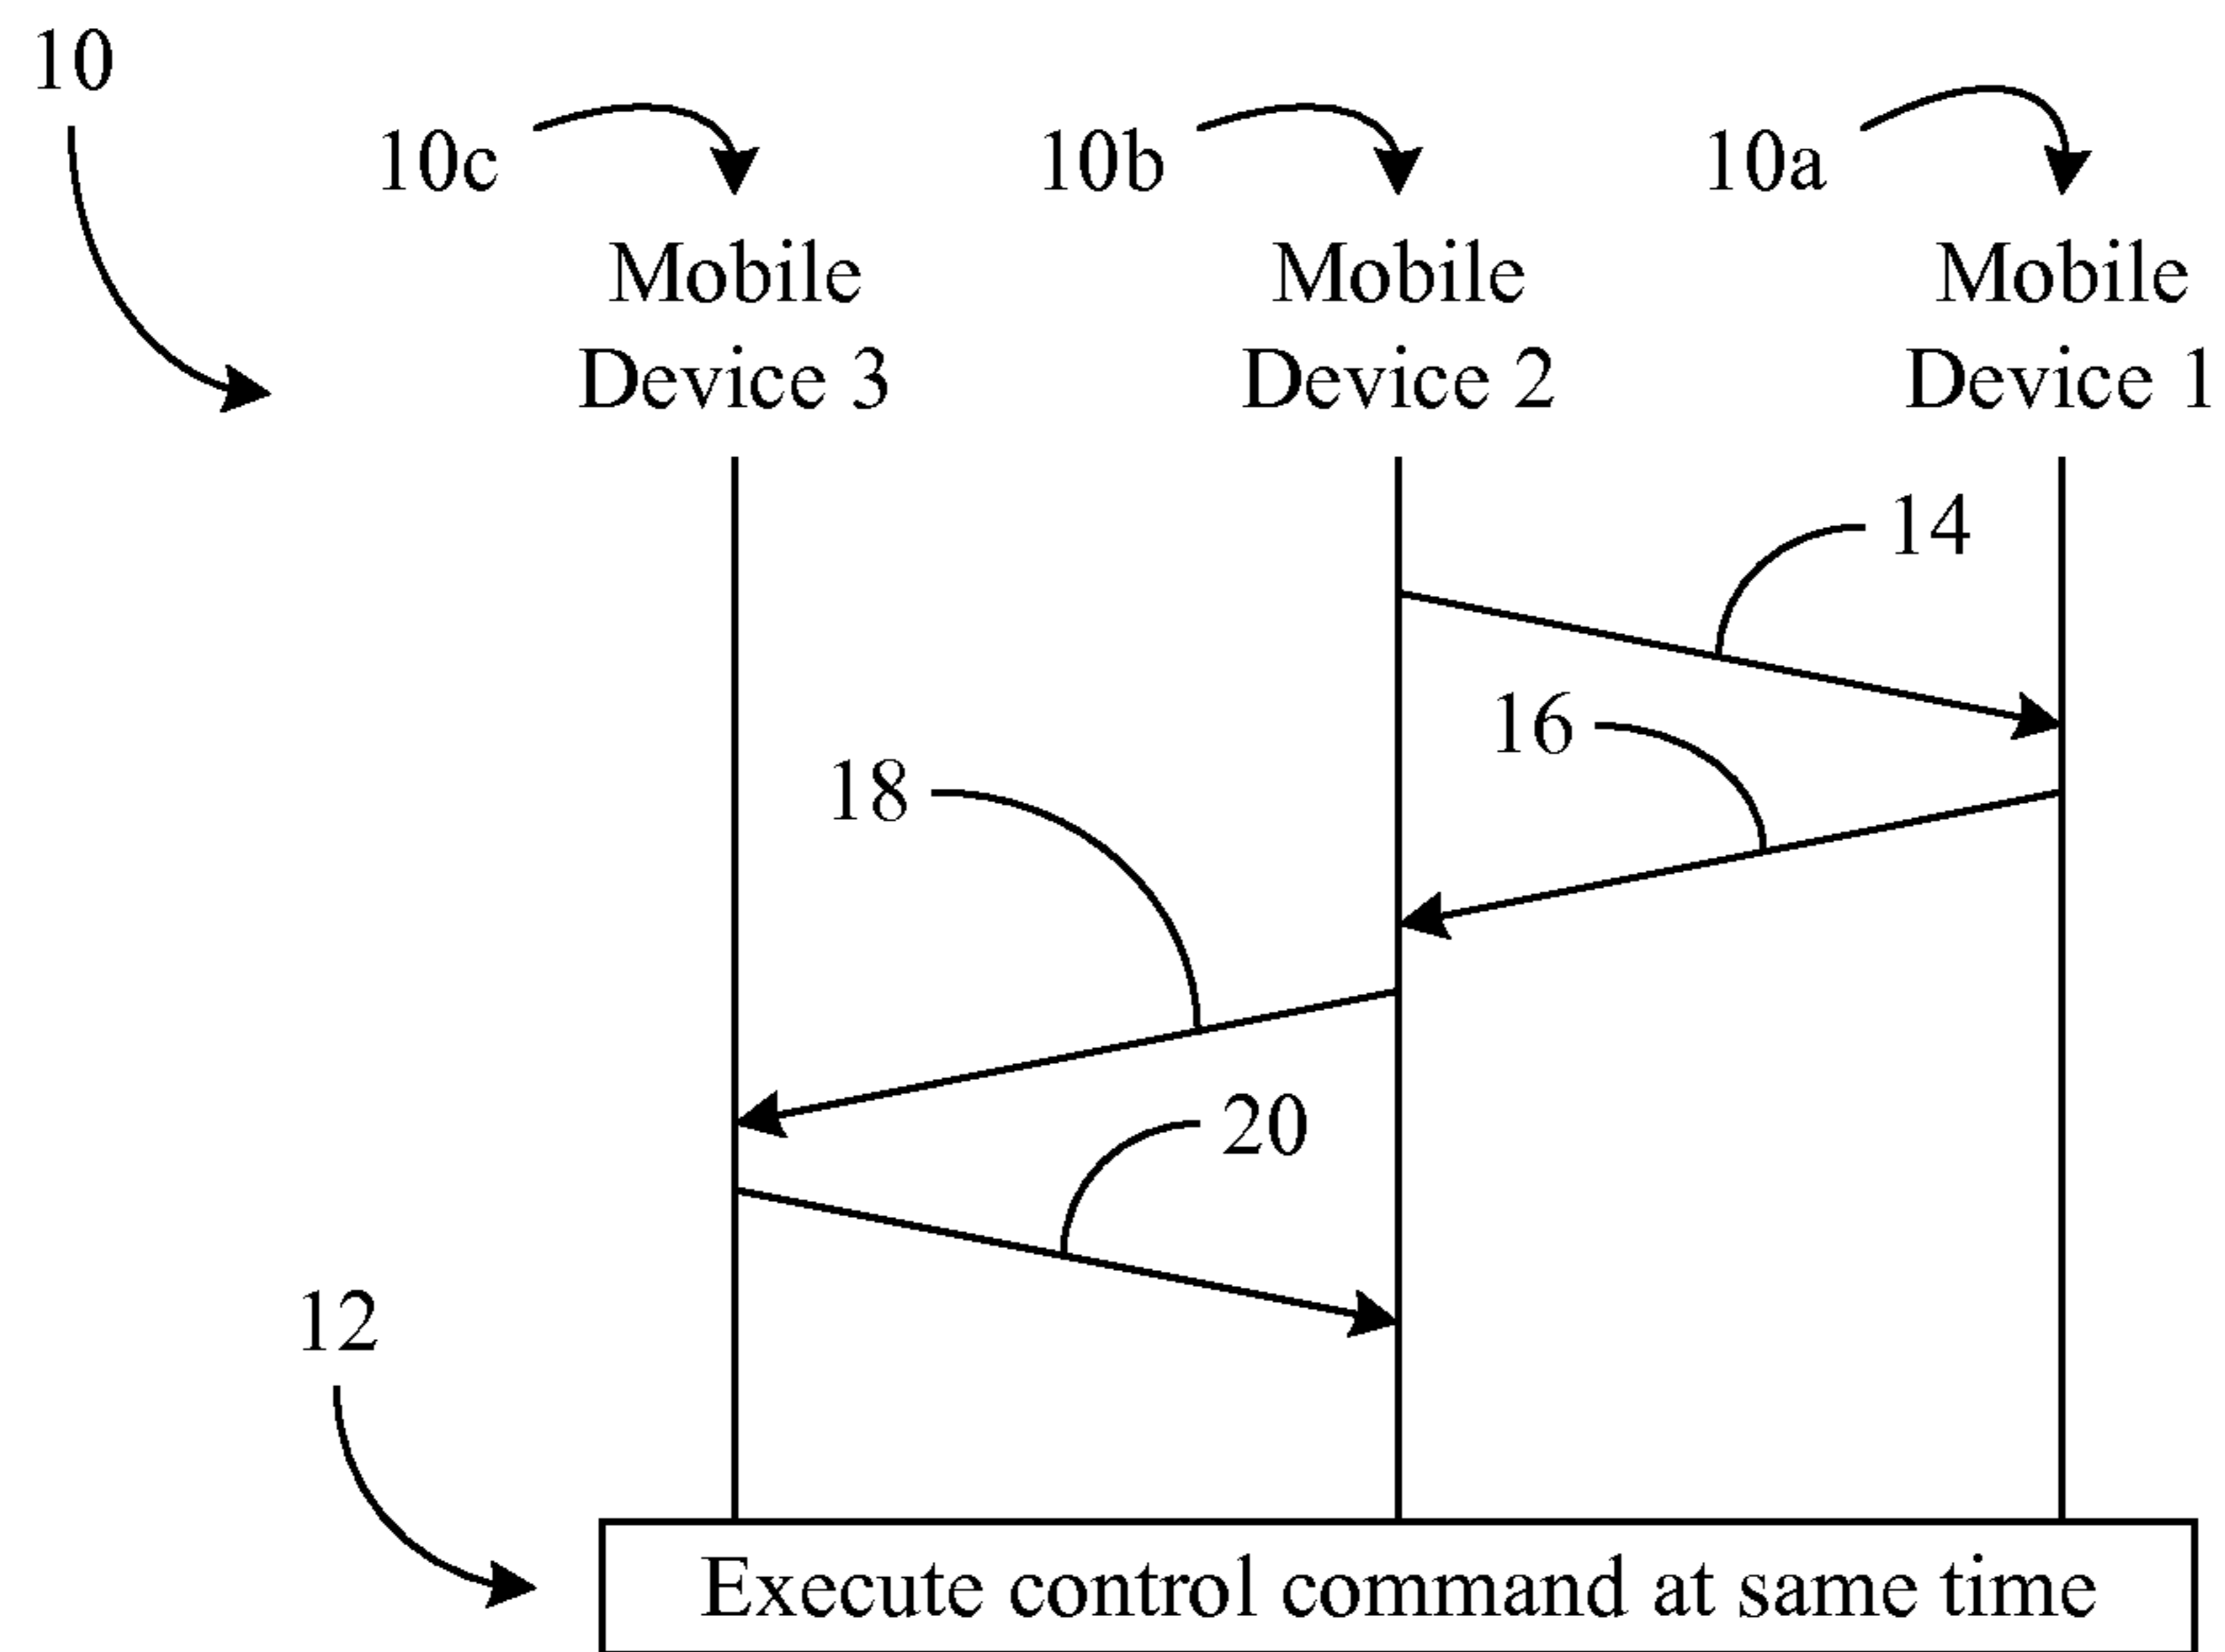 10
10c
10b
10a
Mobile
Device 3
Mobile
Device 2
Mobile
Device 1
14
16
18
20
12
Execute control command at same time